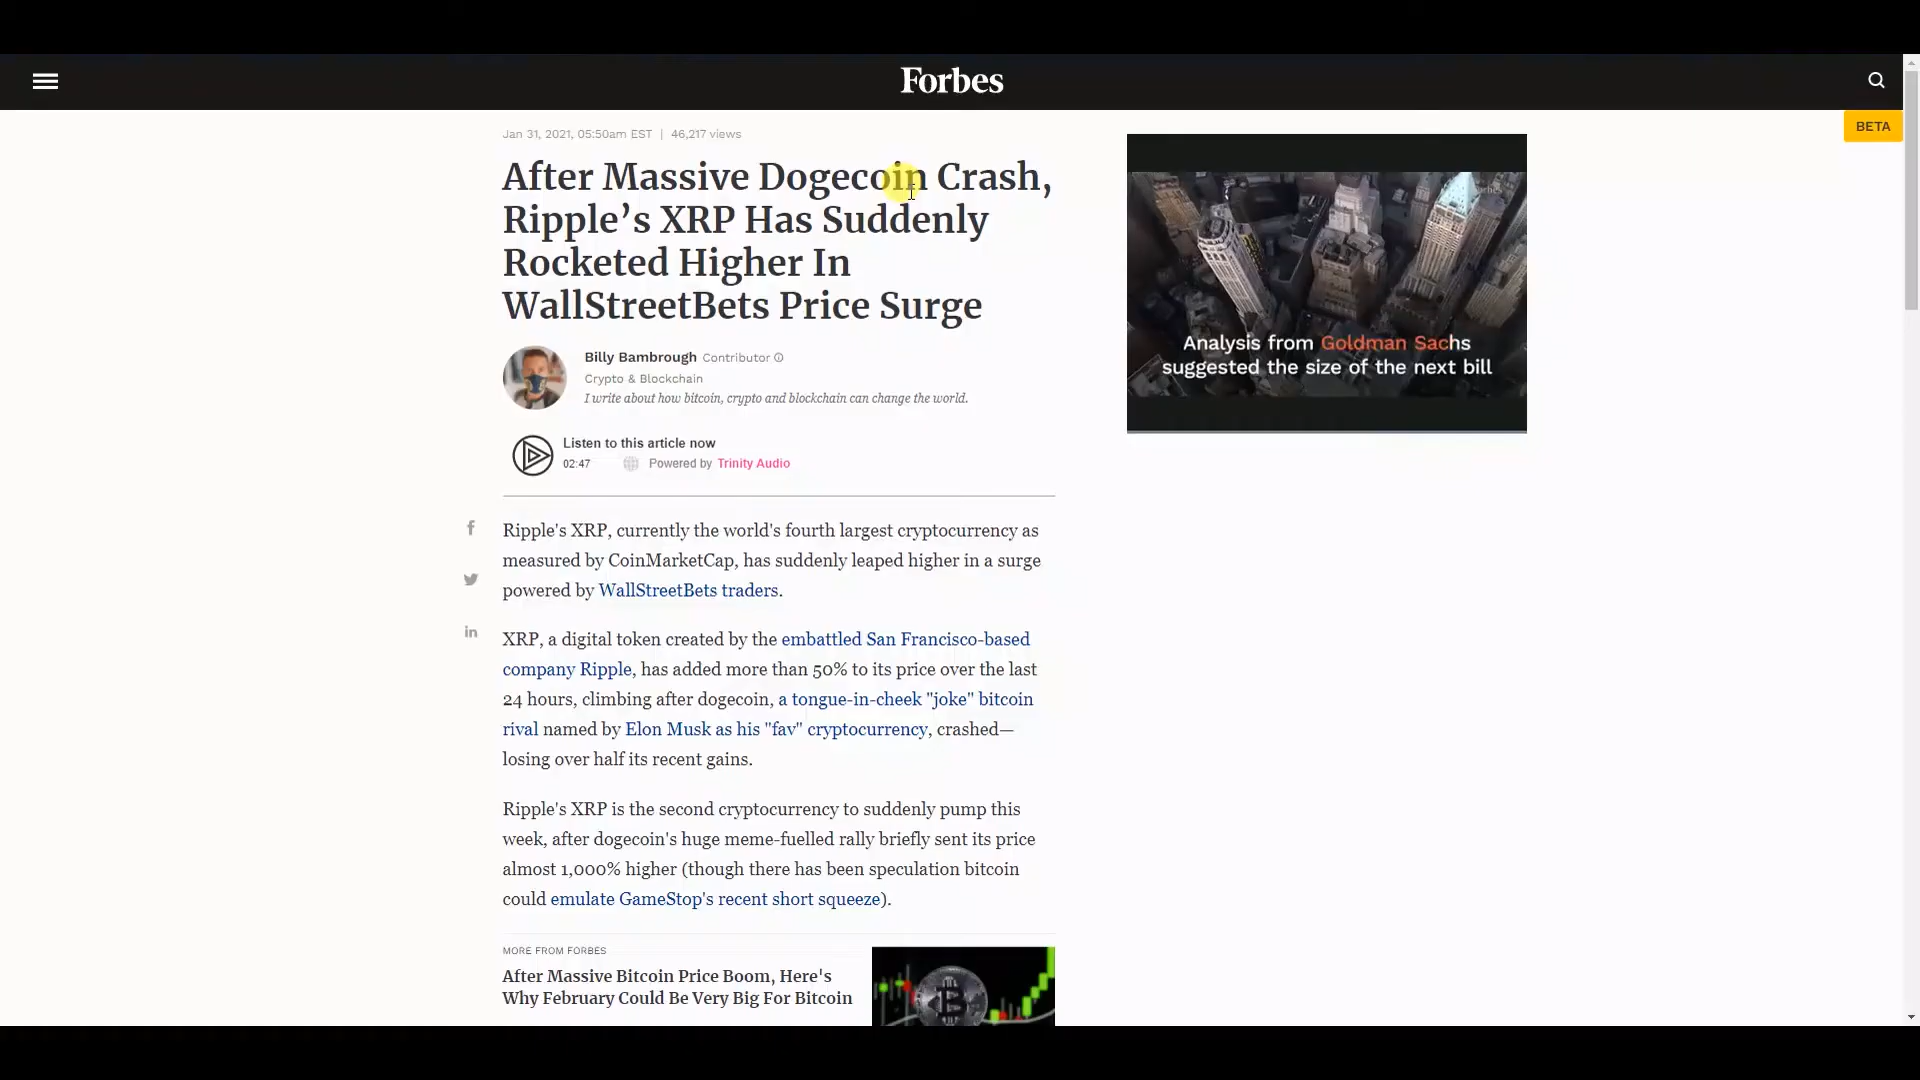 Forbes
BETA
Jan 31, 2021, 05:50am EST | 46,217 views
After Massive Dogecoin Crash,
Ripple’s XRP Has Suddenly
Rocketed Higher In
WallStreetBets Price Surge
Billy Bambrough Contributor
Crypto & Blockchain
I write about how bitcoin, crypto and blockchain can change the world.
Listen to this article now
02:47 Powered by Trinity Audio
Forbes
Analysis from Goldman Sachs
suggested the size of the next bill
Ripple's XRP, currently the world's fourth largest cryptocurrency as
measured by CoinMarketCap, has suddenly leaped higher in a surge
powered by WallStreetBets traders.
XRP, a digital token created by the embattled San Francisco-based
company Ripple, has added more than 50% to its price over the last
24 hours, climbing after dogecoin, a tongue-in-cheek "joke" bitcoin
rival named by Elon Musk as his "fav" cryptocurrency, crashed—
losing over half its recent gains.
Ripple's XRP is the second cryptocurrency to suddenly pump this
week, after dogecoin's huge meme-fuelled rally briefly sent its price
almost 1,000% higher (though there has been speculation bitcoin
could emulate GameStop's recent short squeeze).
MORE FROM FORBES
After Massive Bitcoin Price Boom, Here's
Why February Could Be Very Big For Bitcoin